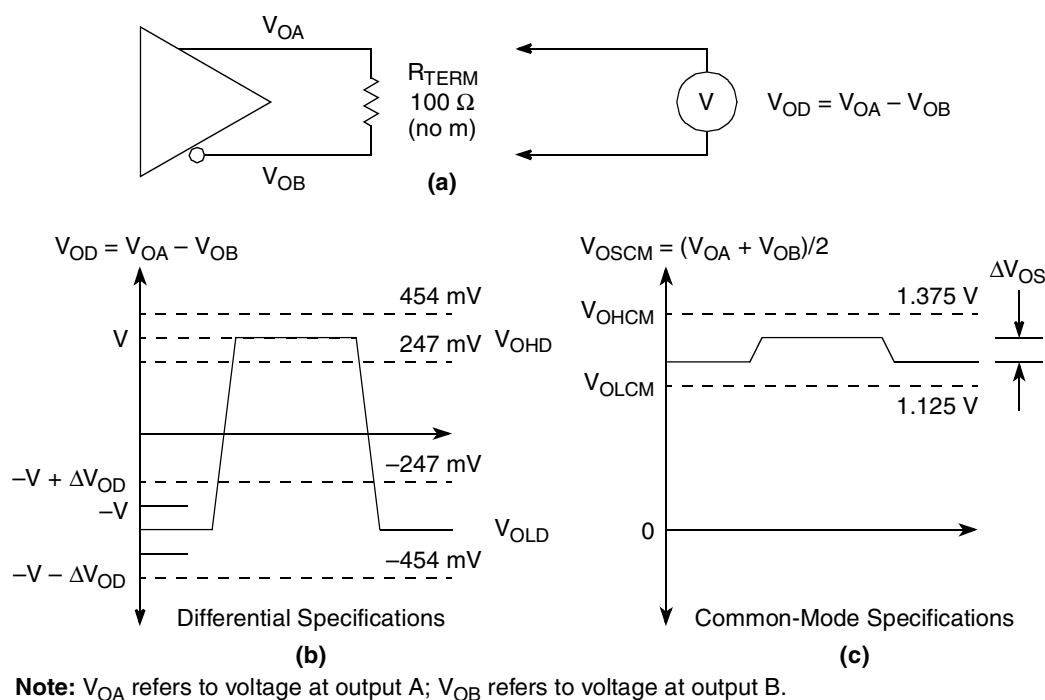 V_OA
R_TERM
100 Ω
(no m)
V_OB
V
V_OD = V_OA – V_OB
(a)
V_OD = V_OA – V_OB
454 mV
V
247 mV
V_OHD
–247 mV
–V + ΔV_OD
–V
V_OLD
–454 mV
–V – ΔV_OD
Differential Specifications
(b)
V_OSCM = (V_OA + V_OB)/2
ΔV_OS
1.375 V
V_OHCM
V_OLCM
1.125 V
0
Common-Mode Specifications
(c)
Note: V_OA refers to voltage at output A; V_OB refers to voltage at output B.